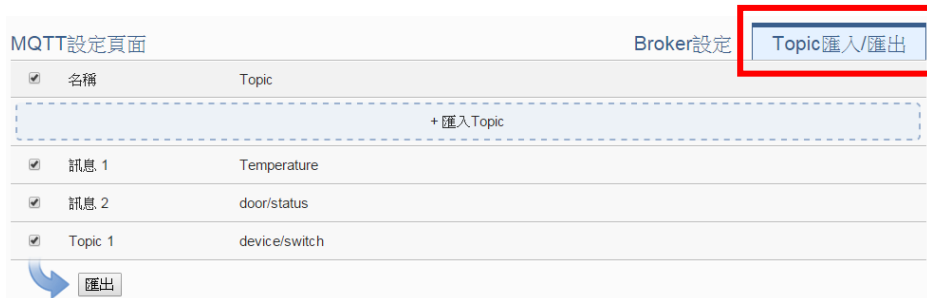 MQTT設定頁面 Broker設定 Topic匯入/匯出
名稱 Topic
+ 匯入Topic
訊息 1 Temperature
訊息 2 door/status
Topic 1 device/switch
匯出